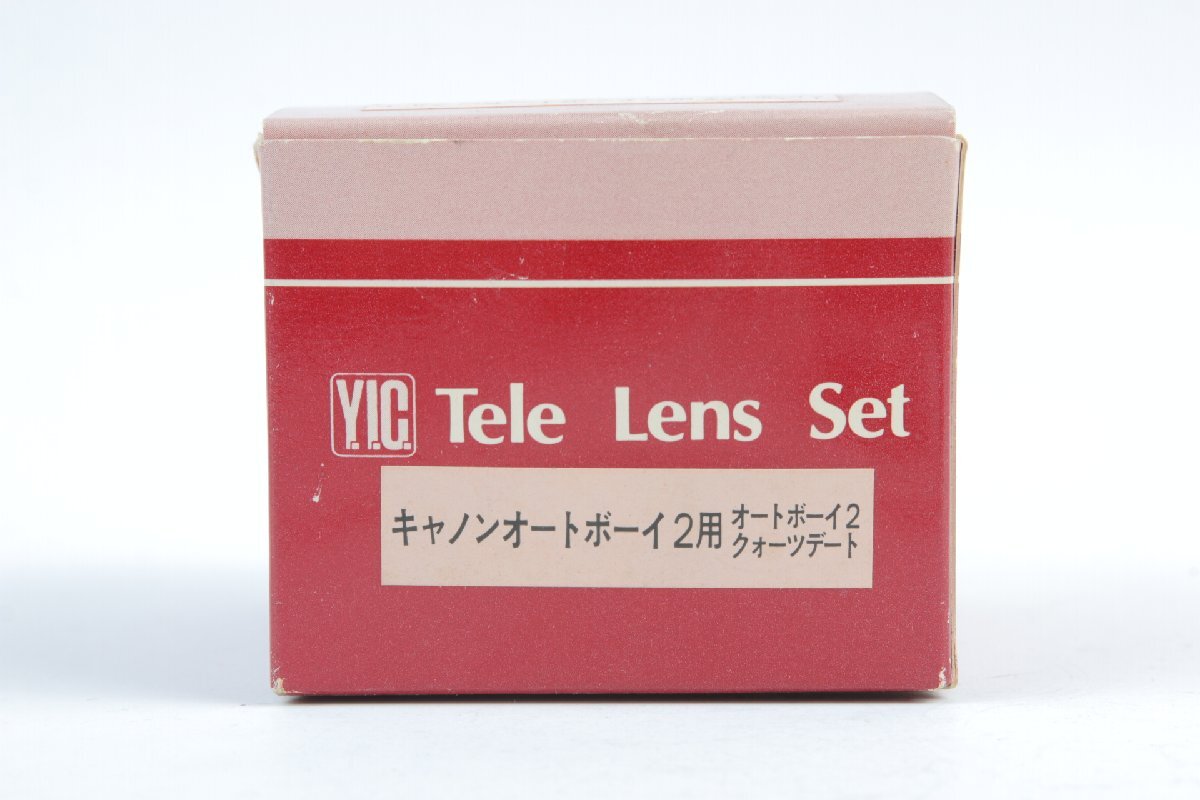 Y.I.C. Tele Lens Set
キャノンオートボーイ2用
オートボーイ2
クォーツデート